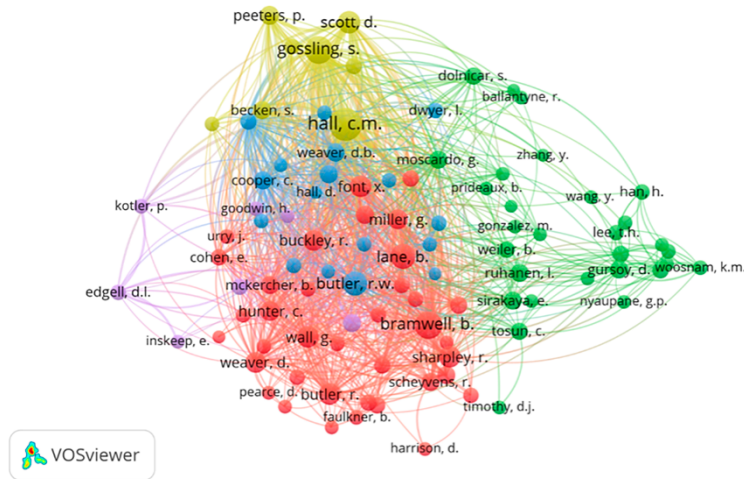 peeters, p.
scott, d.
gossling, s.
dolnicar, s.
ballantyne, r.
becken, s.
dwyer, l.
hall, c.m.
weaver, d.b.
moscardo, g.
zhang, y.
cooper, c.
hall, d.
font, x.
prideaux, b.
wang, y.
han, h.
kotler, p.
goodwin, h.
miller, g.
gonzalez, m.
lee, t.h.
urry, j.
buckley, r.
weiler, b.
cohen, e.
lane, b.
ruhanen, l.
gursoy, d.
woosnam, k.m.
edgell, d.l.
mckercher, b.
butler, r.w.
sirakaya, e.
nyaupane, g.p.
hunter, c.
bramwell, b.
tosun, c.
inskeep, e.
wall, g.
weaver, d.
sharpley, r.
scheyvens, r.
pearce, d.
butler, r.
timothy, d.j.
faulkner, b.
harrison, d.
VOSviewer